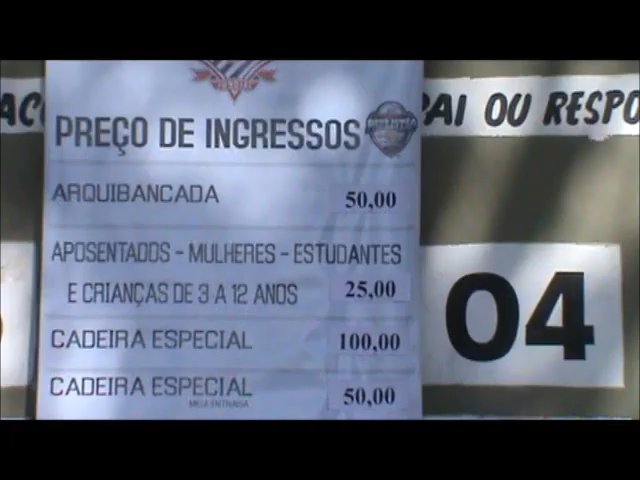 PREÇO DE INGRESSOS
ARQUIBANCADA 50,00
APOSENTADOS - MULHERES - ESTUDANTES
E CRIANÇAS DE 3 A 12 ANOS 25,00
CADEIRA ESPECIAL 100,00
CADEIRA ESPECIAL 50,00
MEIA ENTRADA
PAI OU RESPO
04